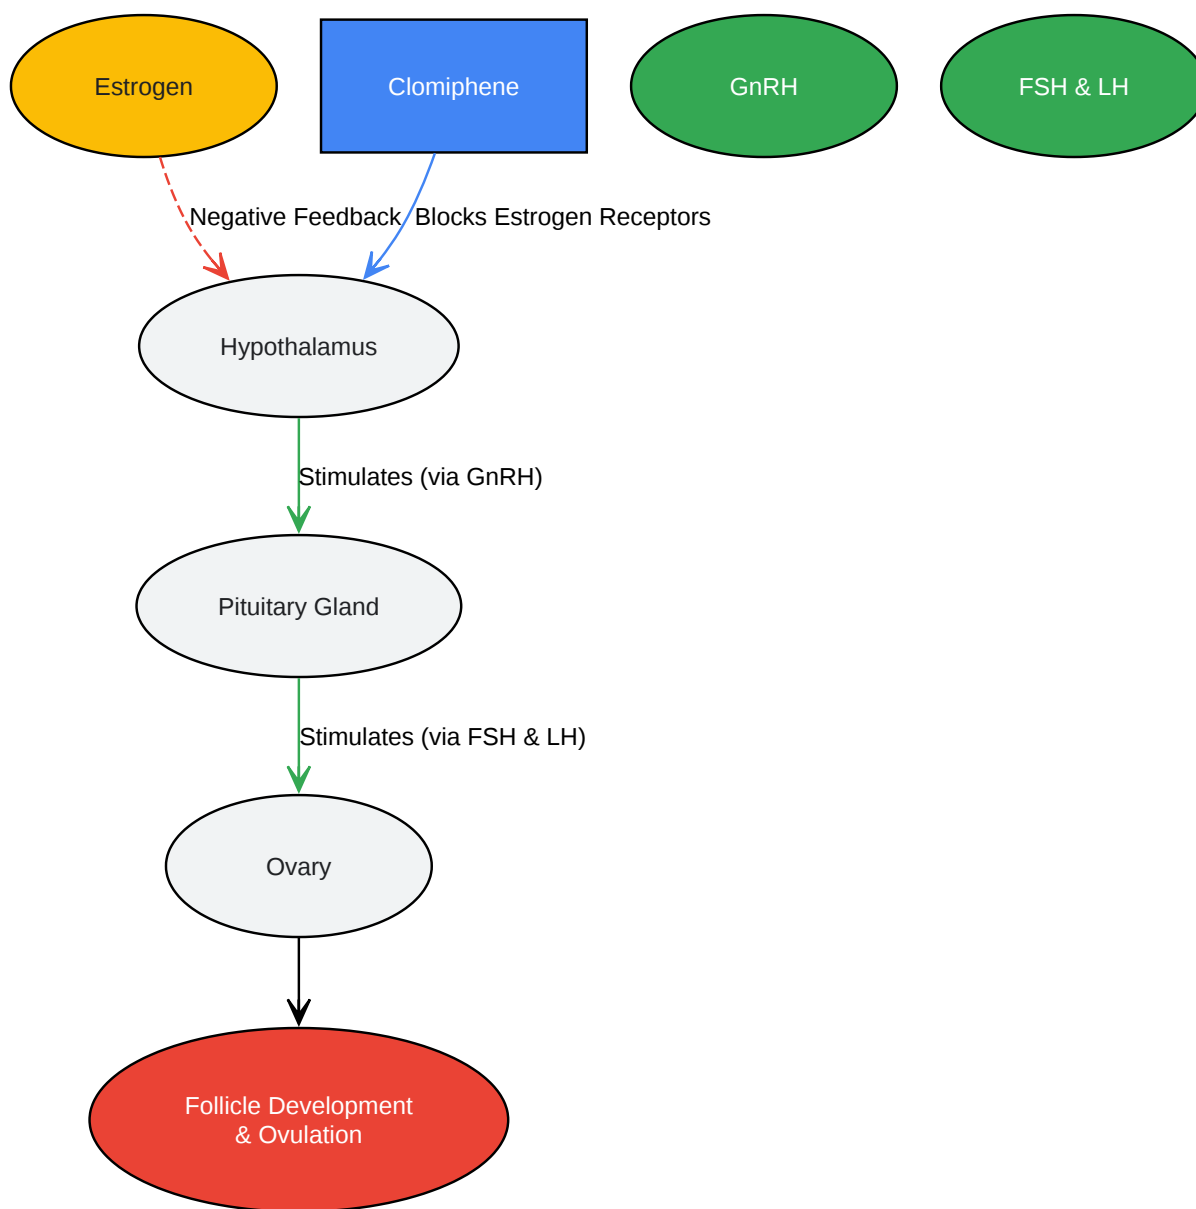 Estrogen
Clomiphene
GnRH
FSH & LH
Negative Feedback
Blocks Estrogen Receptors
Hypothalamus
Stimulates (via GnRH)
Pituitary Gland
Stimulates (via FSH & LH)
Ovary
Follicle Development
& Ovulation